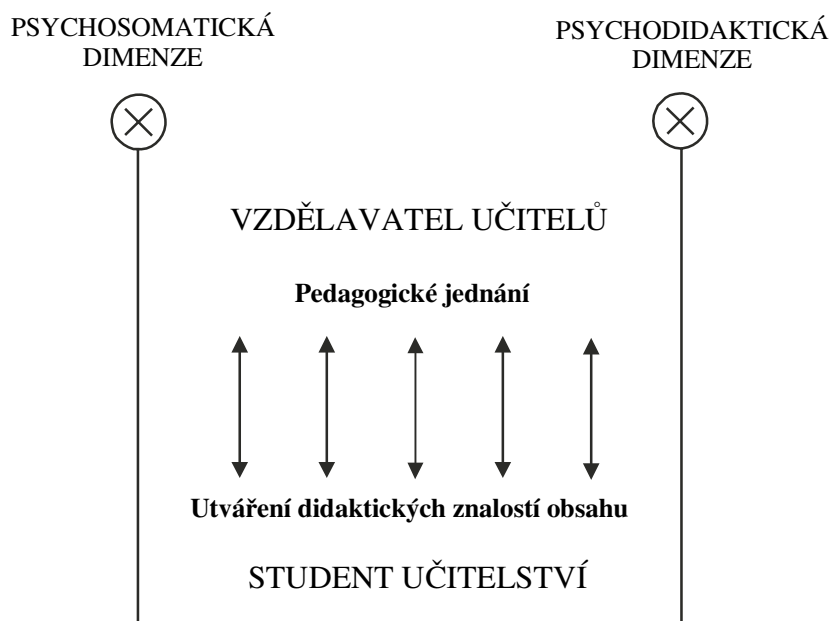 PSYCHOSOMATICKÁ
DIMENZE
PSYCHODIDAKTICKÁ
DIMENZE
VZDĚLAVATEL UČITELŮ
Pedagogické jednání
Utváření didaktických znalostí obsahu
STUDENT UČITELSTVÍ